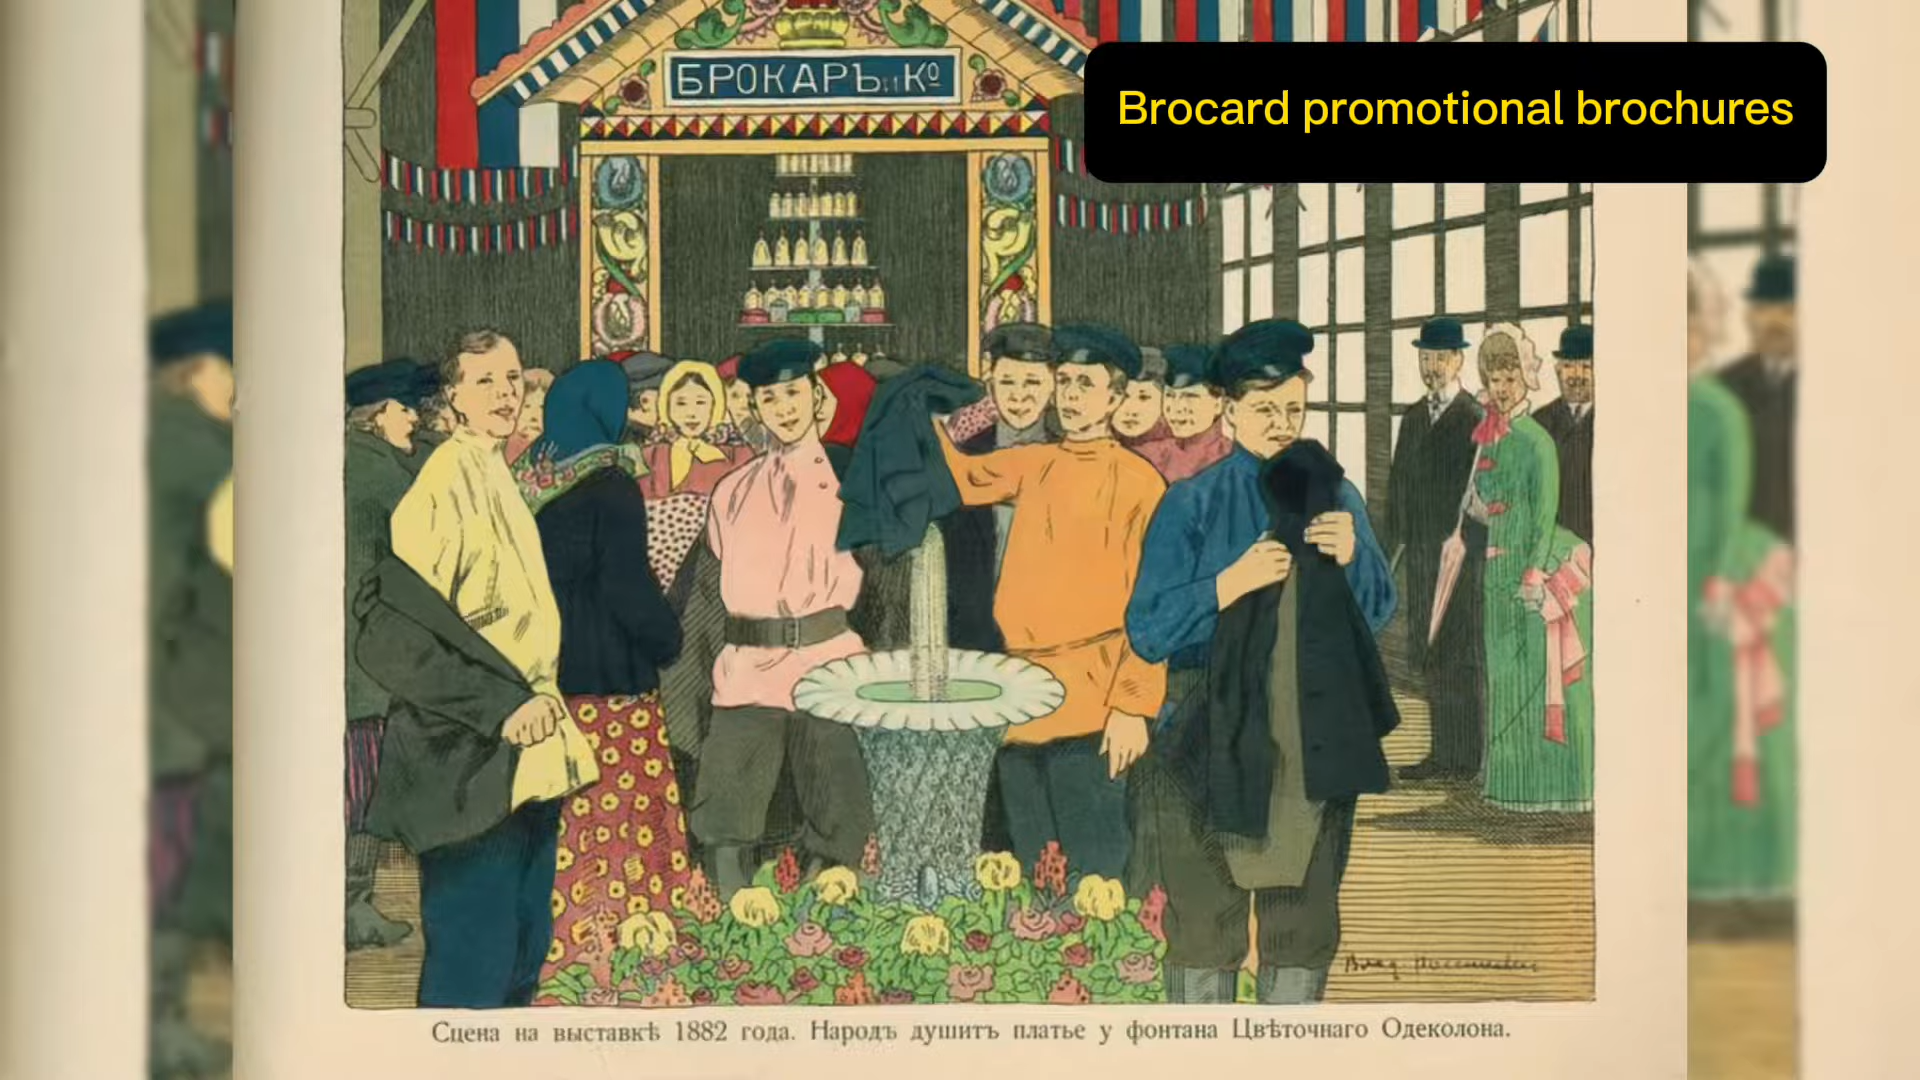 БРОКАРЪ и Кº
Brocard promotional brochures
Сцена на выставкѣ 1882 года. Народъ душитъ платье у фонтана Цвѣточнаго Одеколона.